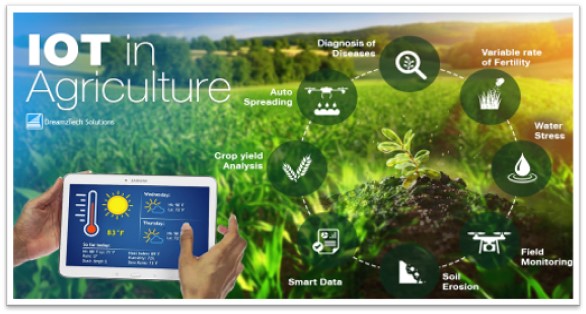 IOT in
Agriculture
DreamzTech Solutions
Diagnosis of
Diseases
Variable rate
of Fertility
Auto
Spreading
Water
Stress
Crop yield
Analysis
Field
Monitoring
Smart Data
Soil
Erosion
SAMSUNG
Wednesday:
Thursday:
83°F